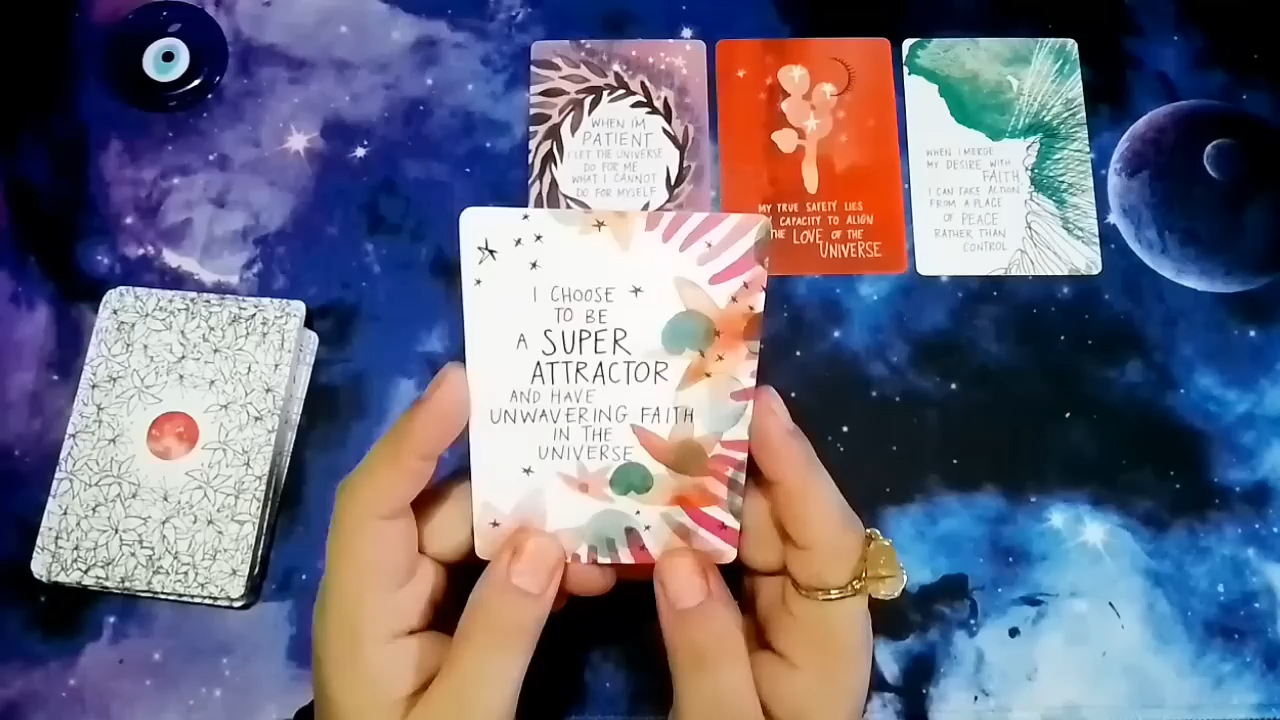 WHEN I'M
PATIENT
I LET THE UNIVERSE
DO FOR ME
WHAT I CANNOT
DO FOR MYSELF
MY TRUE SAFETY LIES
CAPACITY TO ALIGN
THE LOVE OF THE
UNIVERSE
WHEN I MERGE
MY DESIRE WITH
FAITH
I CAN TAKE ACTION
FROM A PLACE
OF PEACE
RATHER THAN
CONTROL
I CHOOSE
TO BE
A SUPER
ATTRACTOR
AND HAVE
UNWAVERING FAITH
IN THE
UNIVERSE